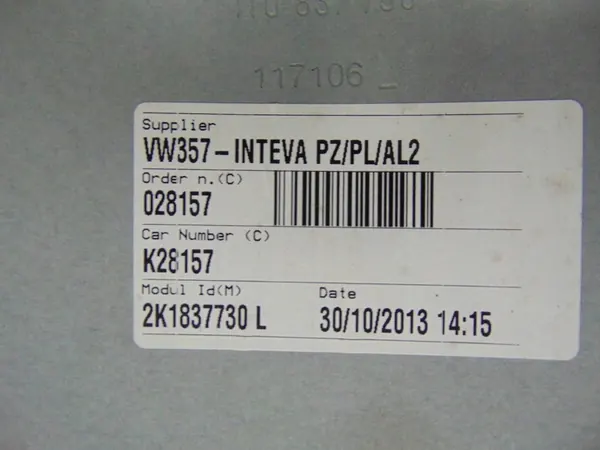 117106
Supplier
VW357-INTEVA PZ/PL/AL2
Order n.(C)
028157
Car Number (C)
K28157
Modul Id(M) Date
2K1837730 L 30/10/2013 14:15